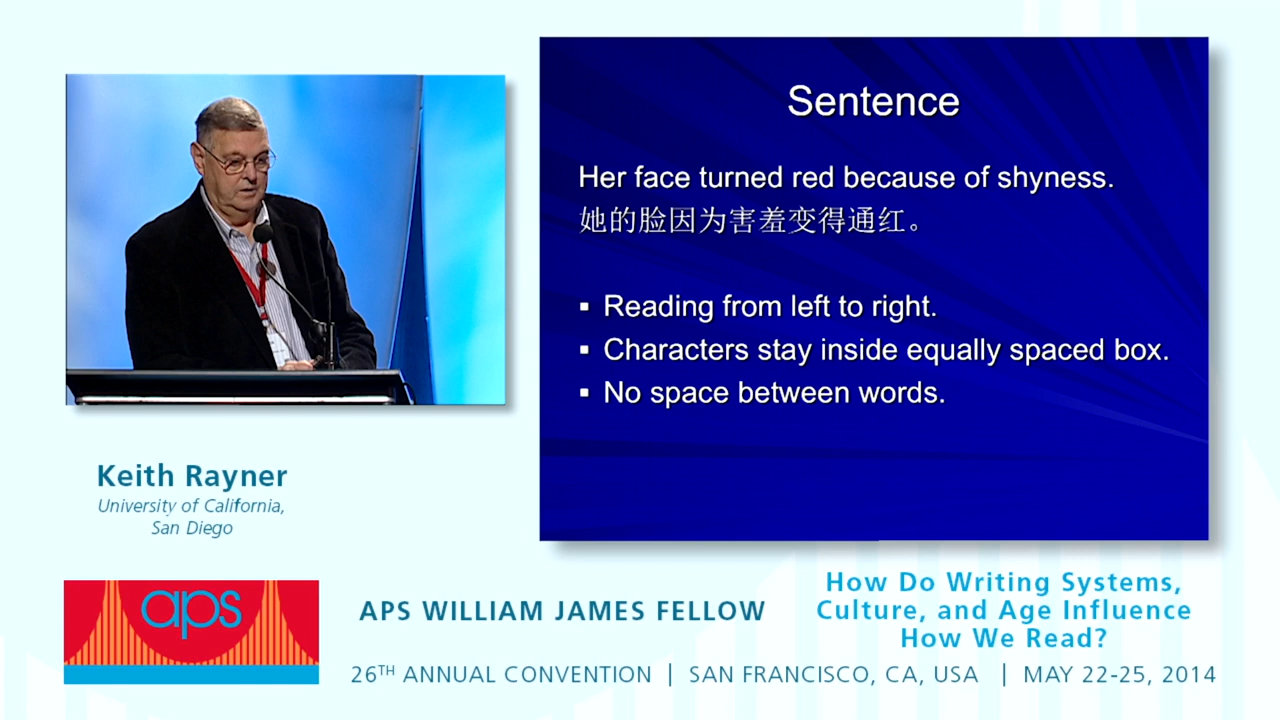 Sentence
Her face turned red because of shyness.
她的脸因为害羞变得通红。
▪ Reading from left to right.
▪ Characters stay inside equally spaced box.
▪ No space between words.
Keith Rayner
University of California,
San Diego
aps
APS WILLIAM JAMES FELLOW
How Do Writing Systems,
Culture, and Age Influence
How We Read?
26TH ANNUAL CONVENTION | SAN FRANCISCO, CA, USA | MAY 22-25, 2014